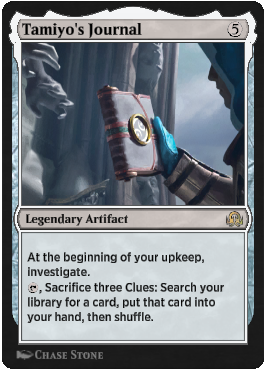 Tamiyo's Journal 5
Legendary Artifact
At the beginning of your upkeep,
investigate.
, Sacrifice three Clues: Search your
library for a card, put that card into
your hand, then shuffle.
CHASE STONE